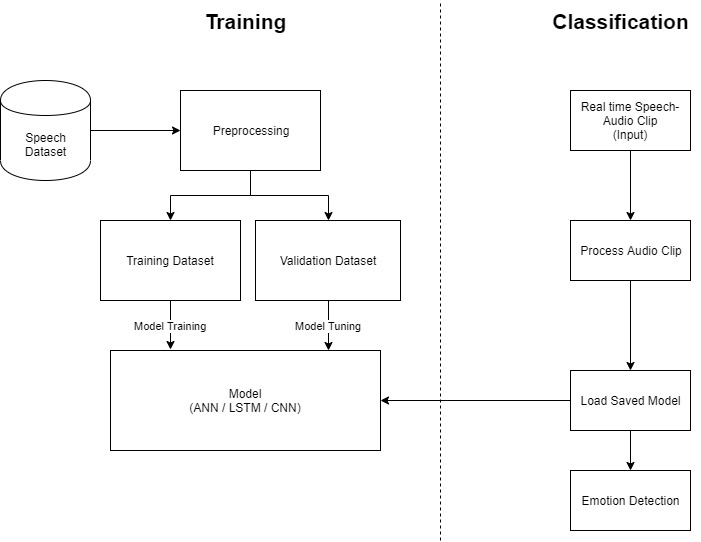 Training
Classification
Speech
Dataset
Preprocessing
Training Dataset
Validation Dataset
Model Training
Model Tuning
Model
(ANN / LSTM / CNN)
Real time Speech-
Audio Clip
(Input)
Process Audio Clip
Load Saved Model
Emotion Detection